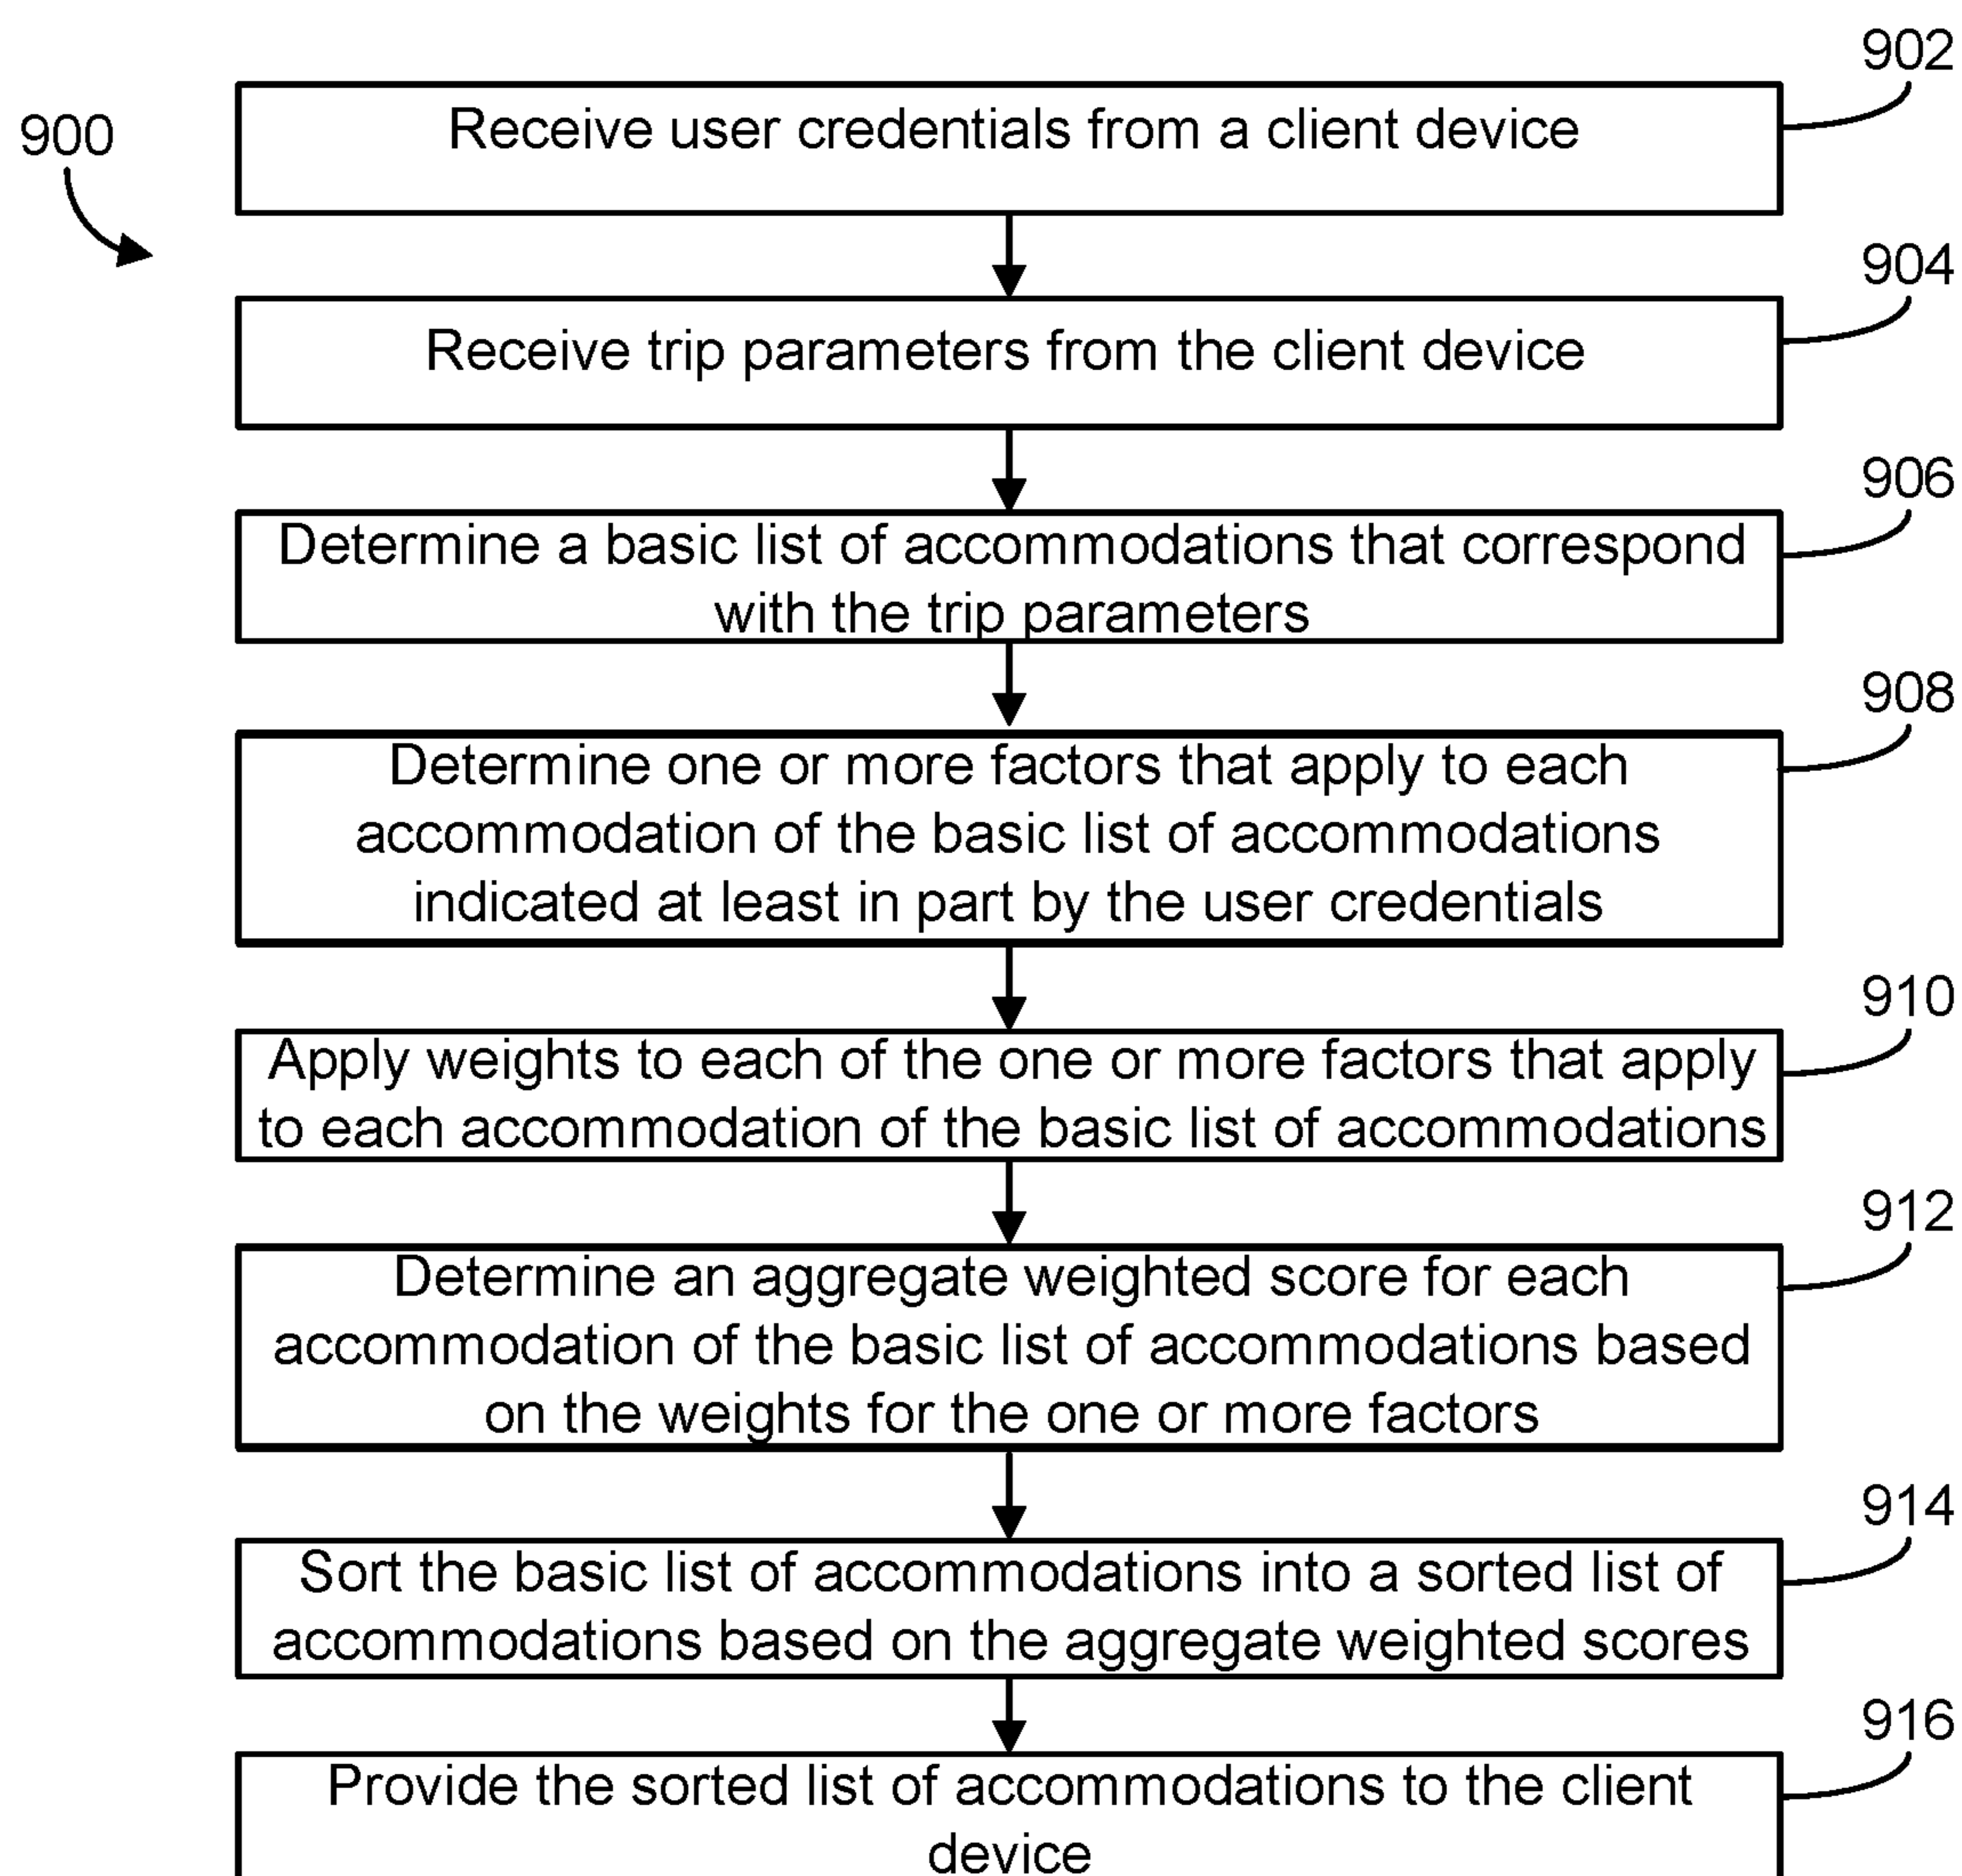 902
Receive user credentials from a client device
900
904
Receive trip parameters from the client device
906
Determine a basic list of accommodations that correspond
with the trip parameters
908
Determine one or more factors that apply to each
accommodation of the basic list of accommodations
indicated at least in part by the user credentials
910
Apply weights to each of the one or more factors that apply
to each accommodation of the basic list of accommodations
912
Determine an aggregate weighted score for each
accommodation of the basic list of accommodations based
on the weights for the one or more factors
914
Sort the basic list of accommodations into a sorted list of
accommodations based on the aggregate weighted scores
916
Provide the sorted list of accommodations to the client
device